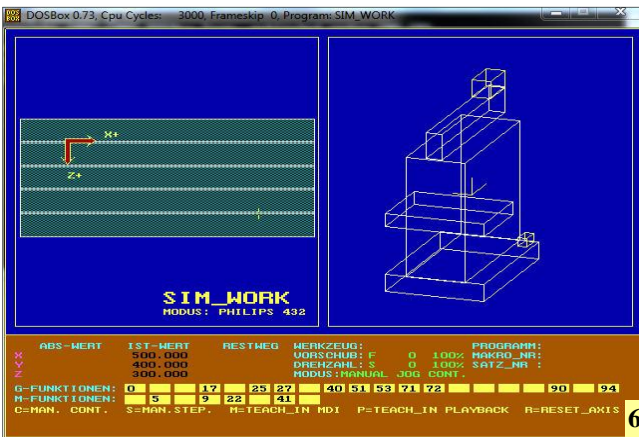 DOSBox 0.73, Cpu Cycles: 3000, Frameskip 0, Program: SIM_WORK
X+
Z+
SIM_WORK
MODUS: PHILIPS 432
ABS-WERT IST-WERT RESTWEG WERKZEUG: PROGRAMM:
X 500.000 VORSCHUB: F 0 100% MAKRO_NR:
Y 400.000 DREHZAHL: S 0 100% SATZ_NR :
Z 300.000 MODUS:MANUAL JOG CONT.
G-FUNKTIONEN: 0 17 25 27 40 51 53 71 72 90 94
M-FUNKTIONEN: 5 9 22 41
C=MAN. CONT. S=MAN.STEP. M=TEACH_IN MDI P=TEACH_IN PLAYBACK R=RESET_AXIS
6